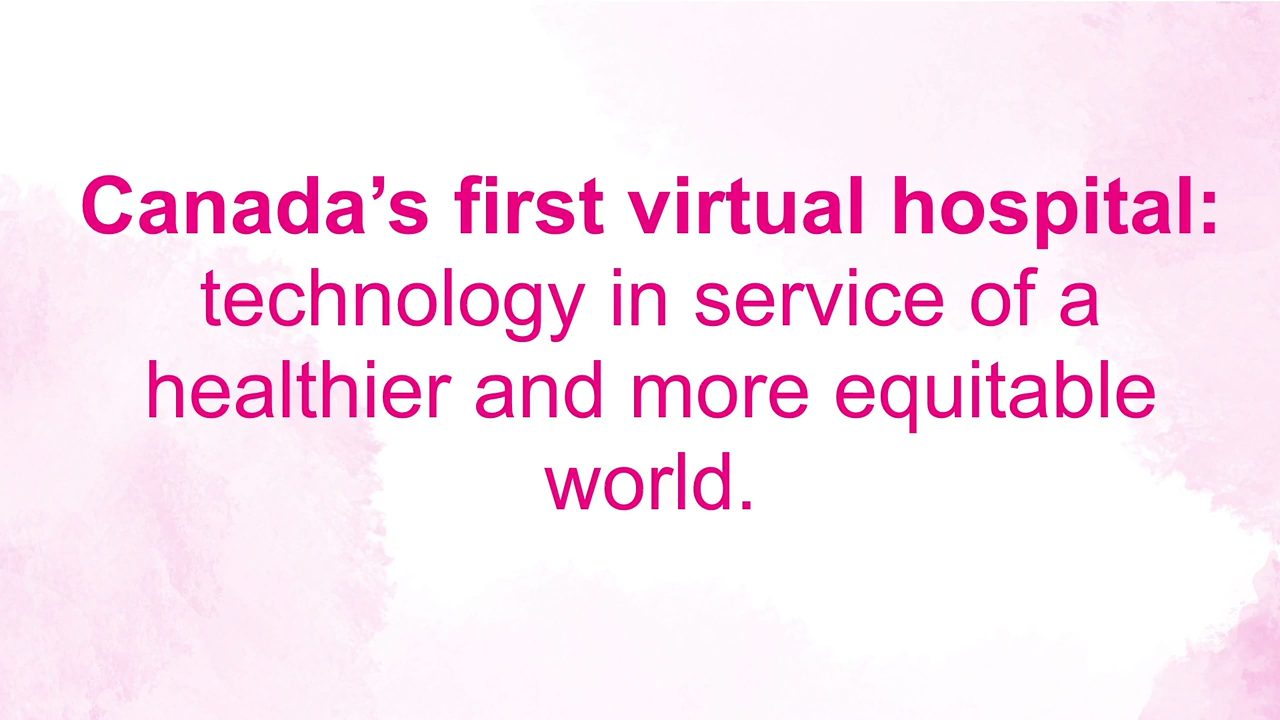 Canada’s first virtual hospital:
technology in service of a
healthier and more equitable
world.